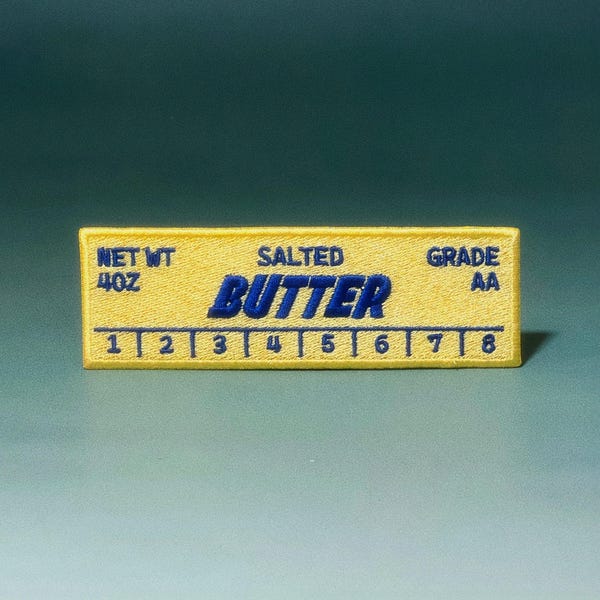 NET WT SALTED GRADE
4OZ BUTTER AA
1 2 3 4 5 6 7 8